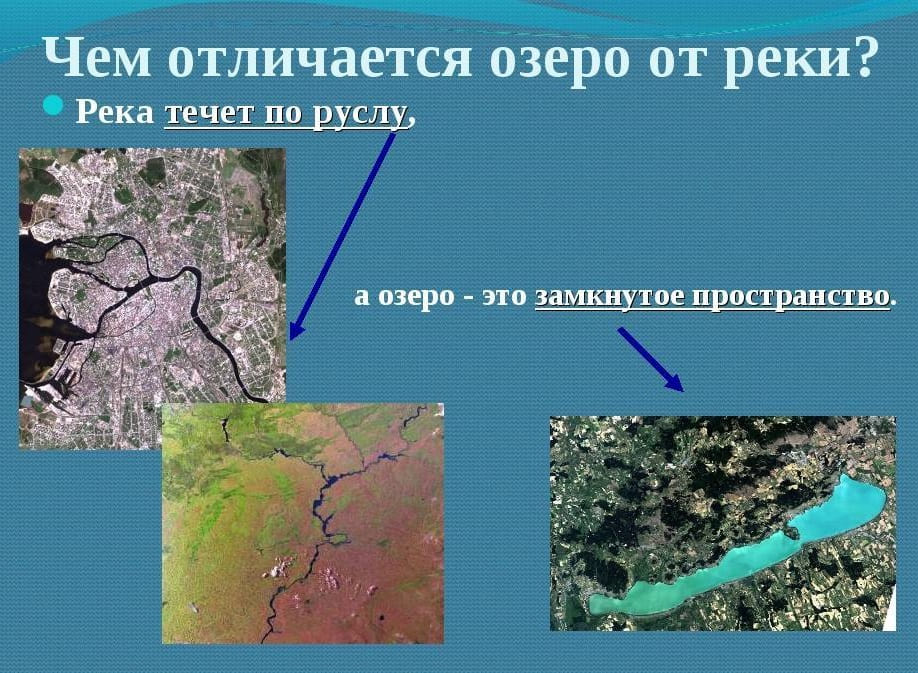 Чем отличается озеро от реки?
Река течет по руслу,
а озеро - это замкнутое пространство.